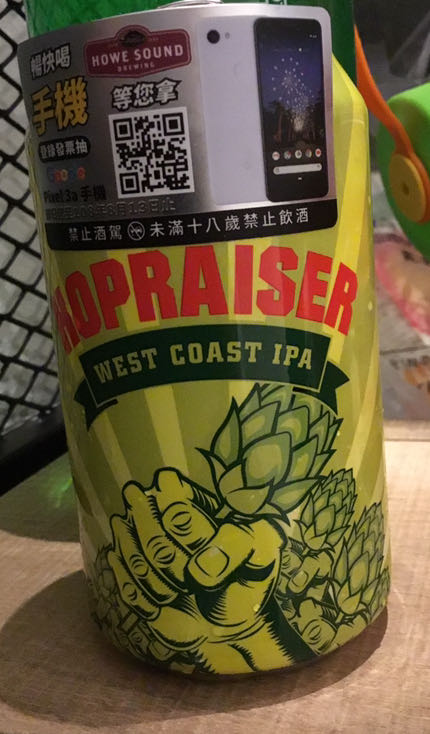 暢快喝
HOWE SOUND
BREWING
手機
等您拿
登錄發票抽
Google
Pixel 3a 手機
禁止酒駕 未滿十八歲禁止飲酒
HOPRAISER
WEST COAST IPA